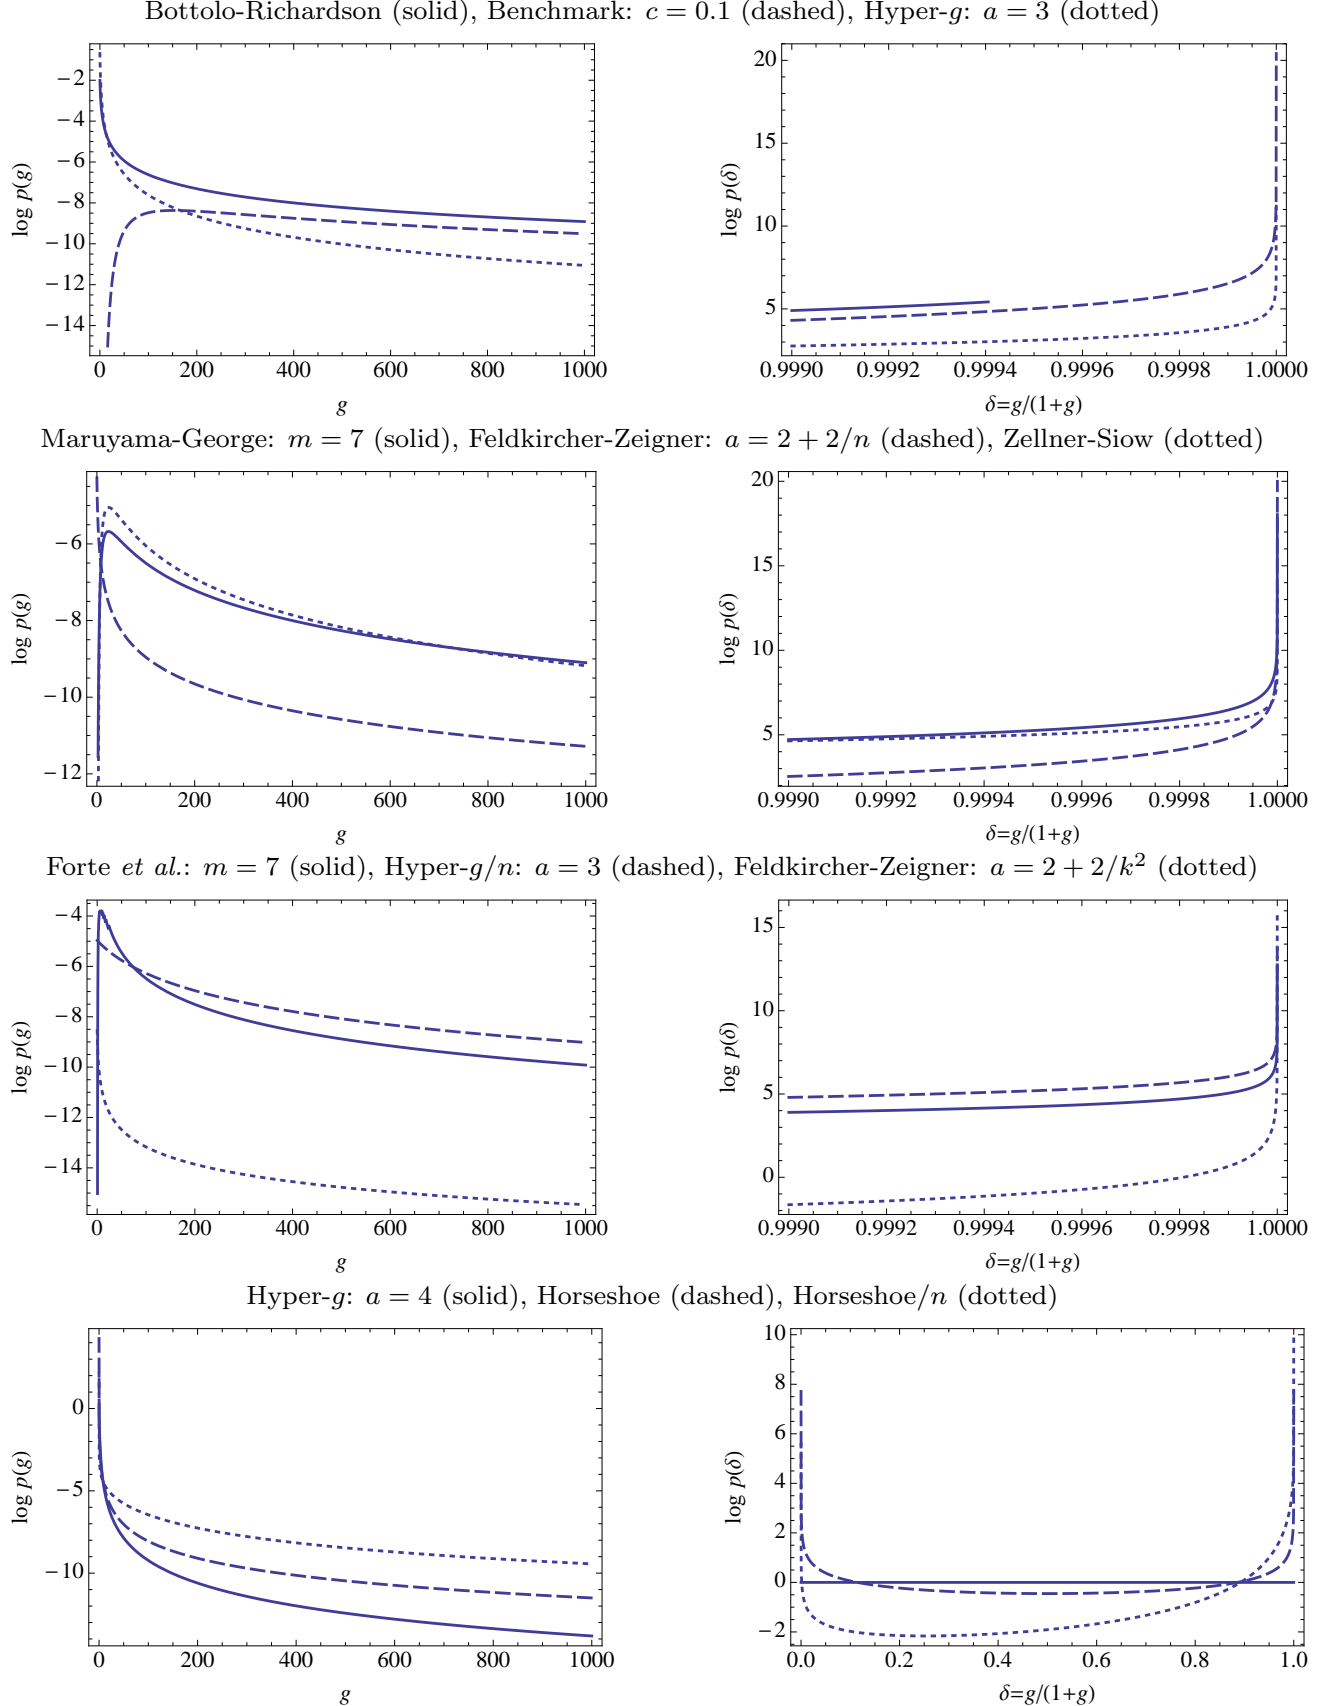 Bottolo-Richardson (solid), Benchmark: c = 0.1 (dashed), Hyper-g: a = 3 (dotted)
log p(g)
−2
−4
−6
−8
−10
−12
−14
0 200 400 600 800 1000
g
log p(δ)
20
15
10
5
0.9990 0.9992 0.9994 0.9996 0.9998 1.0000
δ=g/(1+g)
Maruyama-George: m = 7 (solid), Feldkircher-Zeigner: a = 2 + 2/n (dashed), Zellner-Siow (dotted)
log p(g)
−6
−8
−10
−12
0 200 400 600 800 1000
g
log p(δ)
20
15
10
5
0.9990 0.9992 0.9994 0.9996 0.9998 1.0000
δ=g/(1+g)
Forte et al.: m = 7 (solid), Hyper-g/n: a = 3 (dashed), Feldkircher-Zeigner: a = 2 + 2/k² (dotted)
log p(g)
−4
−6
−8
−10
−12
−14
0 200 400 600 800 1000
g
log p(δ)
15
10
5
0
0.9990 0.9992 0.9994 0.9996 0.9998 1.0000
δ=g/(1+g)
Hyper-g: a = 4 (solid), Horseshoe (dashed), Horseshoe/n (dotted)
log p(g)
0
−5
−10
0 200 400 600 800 1000
g
log p(δ)
10
8
6
4
2
0
−2
0.0 0.2 0.4 0.6 0.8 1.0
δ=g/(1+g)